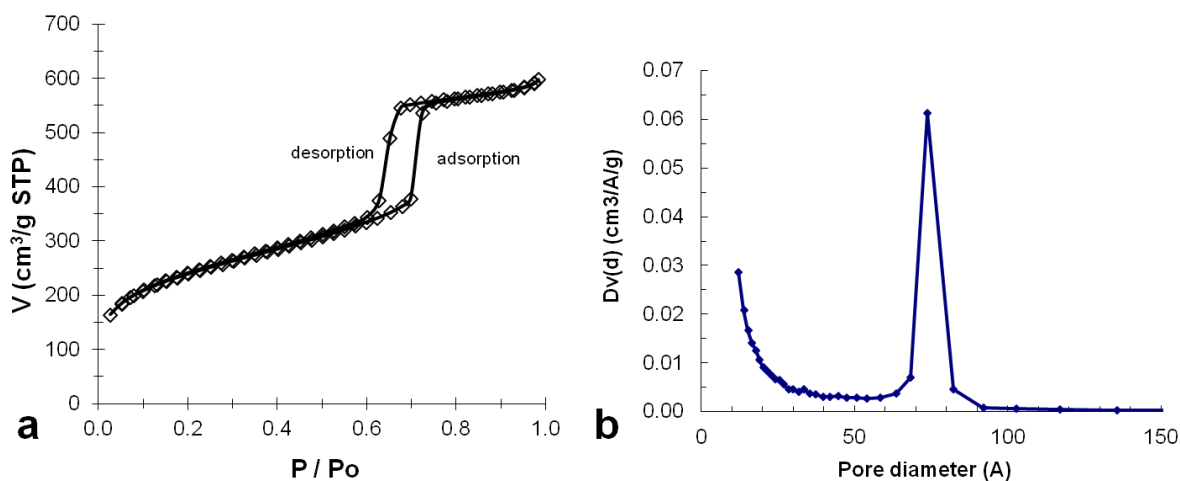 700
600
500
400
300
200
100
0
V (cm³/g STP)
desorption
adsorption
0.0 0.2 0.4 0.6 0.8 1.0
P / Po
a
0.07
0.06
0.05
0.04
0.03
0.02
0.01
0.00
Dv(d) (cm3/A/g)
0 50 100 150
Pore diameter (A)
b